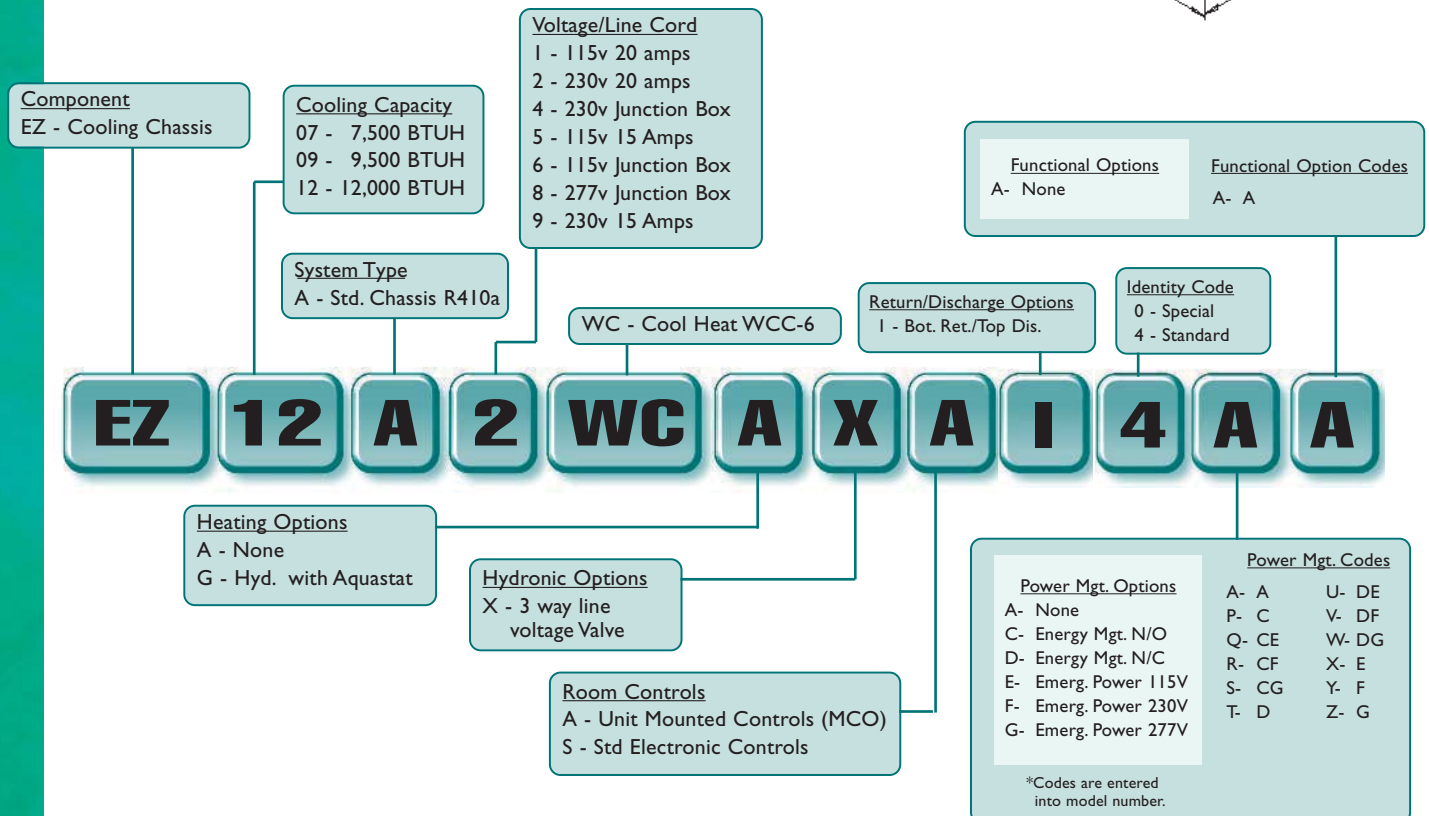 Voltage/Line Cord
1 - 115v 20 amps
2 - 230v 20 amps
4 - 230v Junction Box
5 - 115v 15 Amps
6 - 115v Junction Box
8 - 277v Junction Box
9 - 230v 15 Amps
Component
EZ - Cooling Chassis
Cooling Capacity
07 - 7,500 BTUH
09 - 9,500 BTUH
12 - 12,000 BTUH
Functional Options
A- None
Functional Option Codes
A- A
System Type
A - Std. Chassis R410a
WC - Cool Heat WCC-6
Return/Discharge Options
1 - Bot. Ret./Top Dis.
Identity Code
0 - Special
4 - Standard
EZ 12 A 2 WC A X A 1 4 A A
Heating Options
A - None
G - Hyd. with Aquastat
Hydronic Options
X - 3 way line
voltage Valve
Room Controls
A - Unit Mounted Controls (MCO)
S - Std Electronic Controls
Power Mgt. Options
A- None
C- Energy Mgt. N/O
D- Energy Mgt. N/C
E- Emerg. Power 115V
F- Emerg. Power 230V
G- Emerg. Power 277V
*Codes are entered
into model number.
Power Mgt. Codes
A- A U- DE
P- C V- DF
Q- CE W- DG
R- CF X- E
S- CG Y- F
T- D Z- G